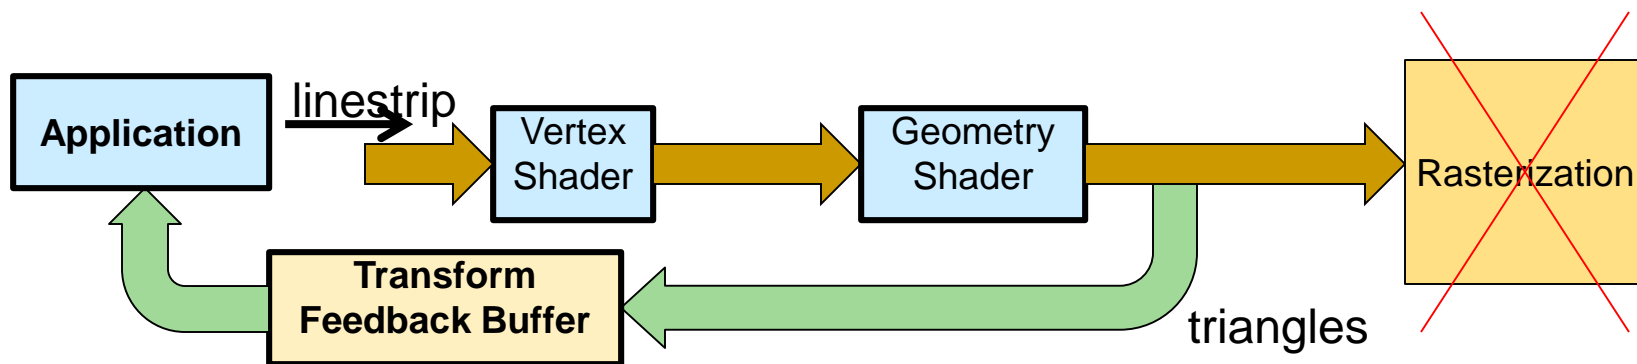 Application
linestrip
Vertex
Shader
Geometry
Shader
Rasterization
Transform
Feedback Buffer
triangles